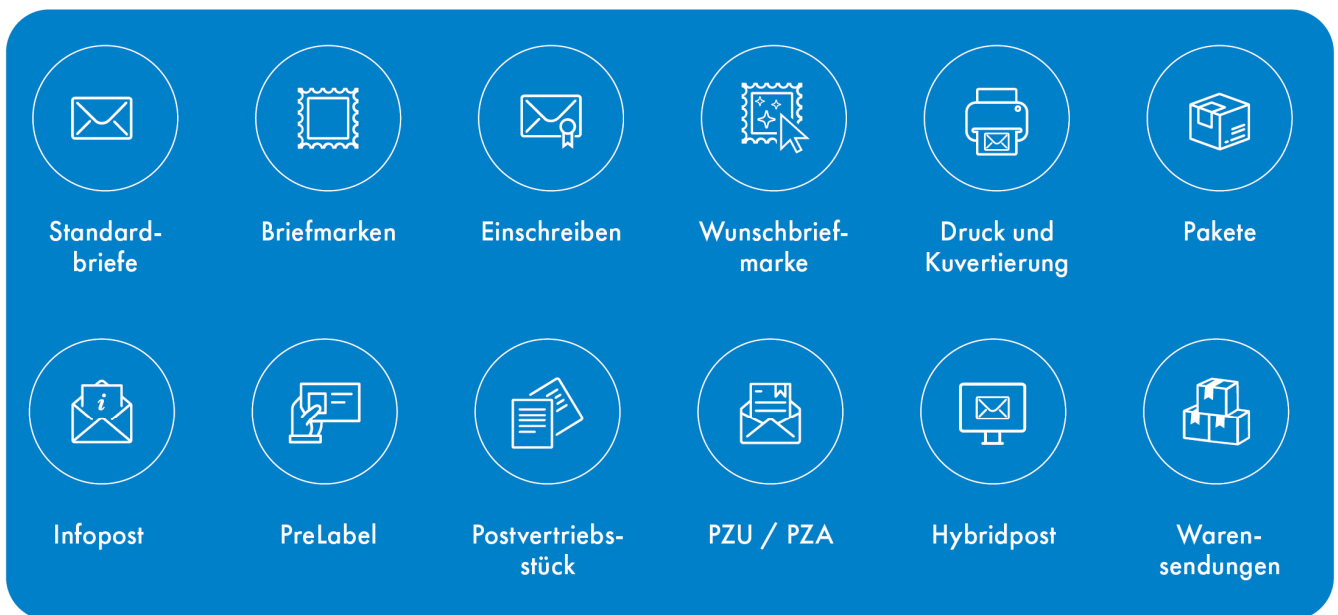 Standard-
briefe
Briefmarken
Einschreiben
Wunschbrief-
marke
Druck und
Kuvertierung
Pakete
i
Infopost
PreLabel
Postvertriebs-
stück
PZU / PZA
Hybridpost
Waren-
sendungen